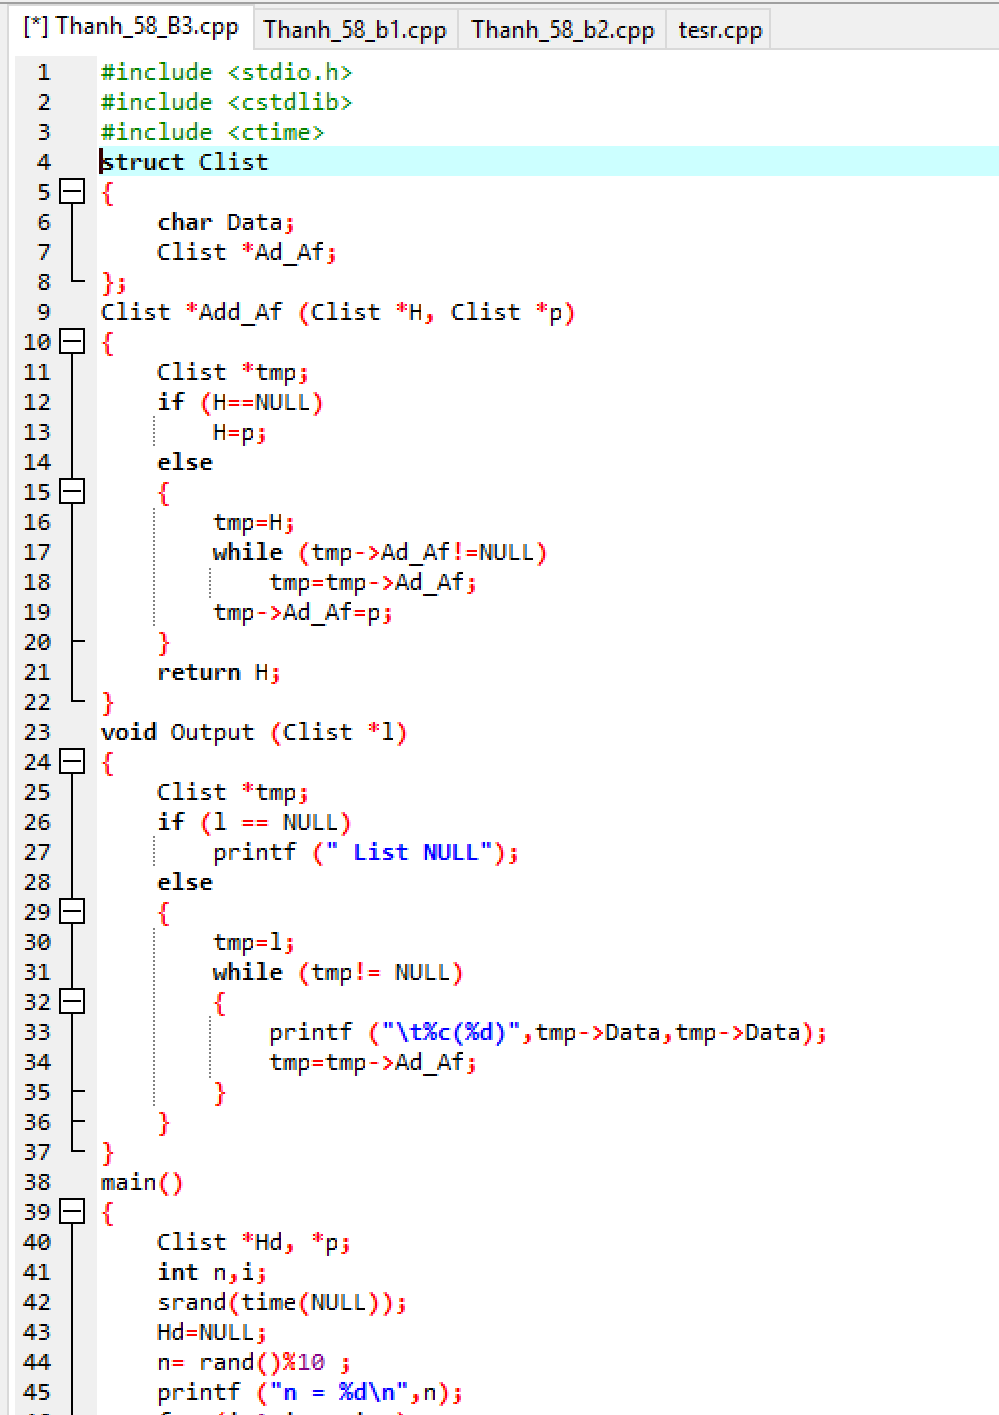 [*] Thanh_58_B3.cpp Thanh_58_b1.cpp Thanh_58_b2.cpp tesr.cpp
1 #include <stdio.h>
2 #include <cstdlib>
3 #include <ctime>
4 struct Clist
5 {
6 char Data;
7 Clist *Ad_Af;
8 };
9 Clist *Add_Af (Clist *H, Clist *p)
10 {
11 Clist *tmp;
12 if (H==NULL)
13 H=p;
14 else
15 {
16 tmp=H;
17 while (tmp->Ad_Af!=NULL)
18 tmp=tmp->Ad_Af;
19 tmp->Ad_Af=p;
20 }
21 return H;
22 }
23 void Output (Clist *l)
24 {
25 Clist *tmp;
26 if (l == NULL)
27 printf (" List NULL");
28 else
29 {
30 tmp=l;
31 while (tmp!= NULL)
32 {
33 printf ("\t%c(%d)",tmp->Data,tmp->Data);
34 tmp=tmp->Ad_Af;
35 }
36 }
37 }
38 main()
39 {
40 Clist *Hd, *p;
41 int n,i;
42 srand(time(NULL));
43 Hd=NULL;
44 n= rand()%10 ;
45 printf ("n = %d\n",n);